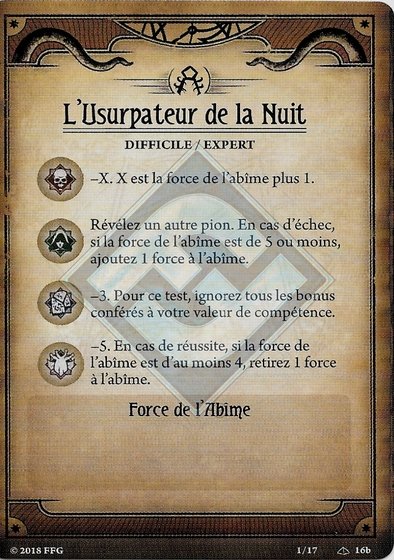 L'Usurpateur de la Nuit
DIFFICILE / EXPERT
–X. X est la force de l'abîme plus 1.
Révélez un autre pion. En cas d'échec,
si la force de l'abîme est de 5 ou moins,
ajoutez 1 force à l'abîme.
–3. Pour ce test, ignorez tous les bonus
conférés à votre valeur de compétence.
–5. En cas de réussite, si la force de
l'abîme est d'au moins 4, retirez 1 force
à l'abîme.
Force de l'Abîme
© 2018 FFG 1/17 16b